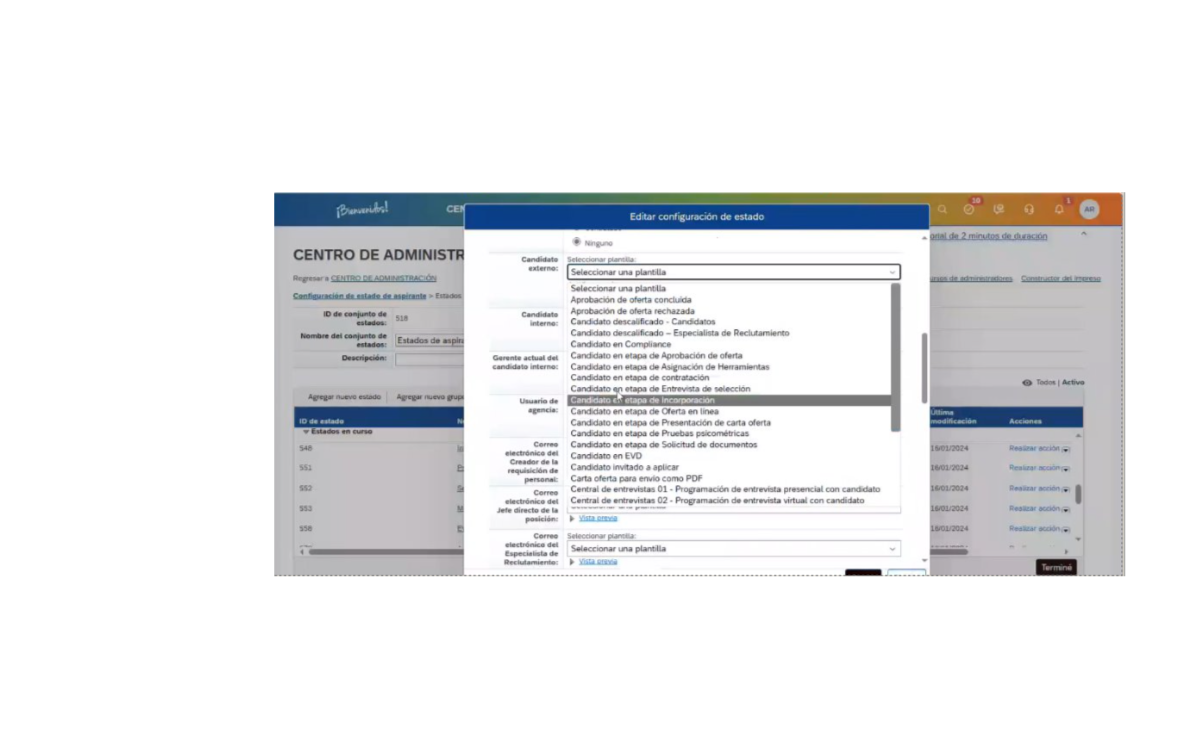 ¡Bienvenidos!
CEN
18
1
AR
Editar configuración de estado
CENTRO DE ADMINISTR
Regresar a CENTRO DE ADMINISTRACIÓN
Configuración de estado de aspirante > Estados
orial de 2 minutos de duración
administradores
ID de conjunto de estados: 518
Nombre del conjunto de estados: Estados de aspira
Descripción:
Agregar nuevo estado | Agregar nuevo grupo
Todos | Activo
ID de estado
Última modificación
Acciones
Estados en curso
548
16/01/2024
Realizar acción
551
16/01/2024
Realizar acción
552
16/01/2024
Realizar acción
553
16/01/2024
Realizar acción
558
16/01/2024
Realizar acción
Terminé
Ninguno
Candidato externo:
Seleccionar plantilla:
Seleccionar una plantilla
Seleccionar una plantilla
Aprobación de oferta concluida
Aprobación de oferta rechazada
Candidato descalificado - Candidatos
Candidato descalificado – Especialista de Reclutamiento
Candidato en Compliance
Candidato en etapa de Aprobación de oferta
Candidato en etapa de Asignación de Herramientas
Candidato en etapa de contratación
Candidato en etapa de Entrevista de selección
Candidato en etapa de Incorporación
Candidato en etapa de Oferta en línea
Candidato en etapa de Presentación de carta oferta
Candidato en etapa de Pruebas psicométricas
Candidato en etapa de Solicitud de documentos
Candidato en EVD
Candidato invitado a aplicar
Carta oferta para envío como PDF
Central de entrevistas 01 - Programación de entrevista presencial con candidato
Central de entrevistas 02 - Programación de entrevista virtual con candidato
Candidato interno:
Gerente actual del candidato interno:
Usuario de agencia:
Correo electrónico del Creador de la requisición de personal:
Correo electrónico del Jefe directo de la posición:
Vista previa
Correo electrónico del Especialista de Reclutamiento:
Seleccionar plantilla:
Seleccionar una plantilla
Vista previa